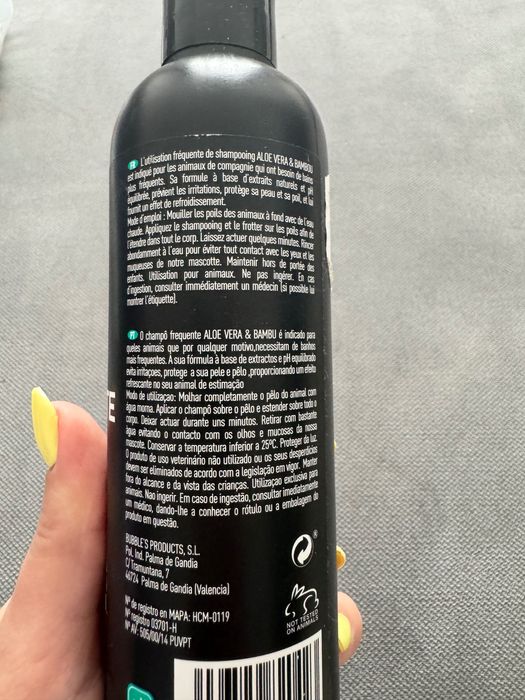 FR L'utilisation fréquente de shampooing ALOE VERA & BAMBOU
est indiqué pour les animaux de compagnie qui ont besoin de bains
plus fréquents. Sa formule à base d'extraits naturels et pH
équilibrée, prévient les irritations, protège sa peau et son poil, et lui
fournit un effet de refroidissement.
Mode d'emploi : Mouiller les poils des animaux à fond avec de l'eau
chaude. Appliquez le shampooing et le frotter sur les poils afin de
l'étendre dans tout le corp. Laissez actuer quelques minutes. Rincer
abondamment à l'eau pour éviter tout contact avec les yeux et les
muqueuses de notre mascotte. Maintenir hors de portée des
enfants. Utilisation pour animaux. Ne pas ingérer. En cas
d'ingestion, consulter immédiatement un médecin (si possible lui
montrer l'étiquette).
PT O champô frequente ALOE VERA & BAMBU é indicado para
queles animais que por qualquer motivo,necessitam de banhos
mais frequentes. A sua fórmula à base de extractos e pH equilibrado
evita irritaçoes, protege a sua pele e pêlo ,proporcionando um efeito
refrescante no seu animal de estimação
Modo de utilizaçao: Molhar completamente o pêlo do animal com
água morna. Aplicar o champô sobre o pêlo e estender sobre todo o
corpo. Deixar actuar durante uns minutos. Retirar com bastante
água evitando o contacto com os olhos e mucosas da nossa
mascote. Conservar a temperatura inferior a 25ºC. Proteger da luz.
O produto de uso veterinário não utilizado ou os seus desperdicios
devem ser eliminados de acordo com a legislação em vigor. Manter
fora do alcance e da vista das crianças. Utilizaçao exclusiva para
animais. Nao ingerir. Em caso de ingestão, consultar imediatamente
um médico, dando-lhe a conhecer o rótulo ou a embalagem do
produto em questão.
TE
BUBBLE'S PRODUCTS, S.L.
Pol. Ind. Palma de Gandia
C/ Tramuntana, 7
46724 Palma de Gandia (Valencia)
Nº de registro en MAPA: HCM-0119
Nº registro 03701-H
Nº AV: 505/00/14 PUVPT
NOT TESTED
ON ANIMALS